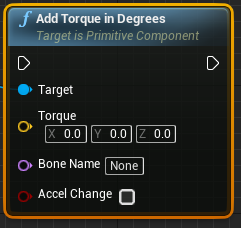 f Add Torque in Degrees
Target is Primitive Component
Target
Torque
X 0.0 Y 0.0 Z 0.0
Bone Name None
Accel Change